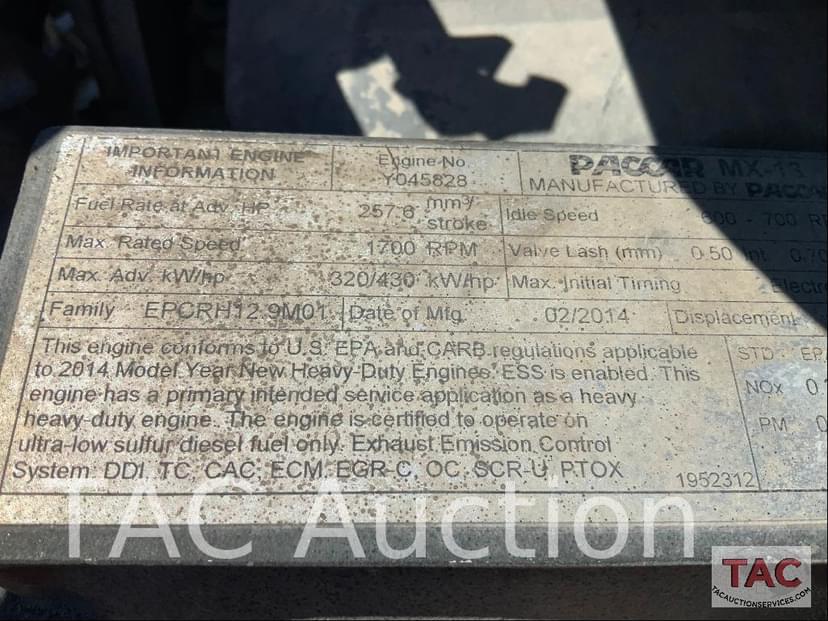 IMPORTANT ENGINE INFORMATION
Engine No. Y045828
PACCAR MX-13
MANUFACTURED BY PACCAR
Fuel Rate at Adv. HP 257.6 mm³/stroke
Idle Speed 600 - 700
Max. Rated Speed 1700 RPM
Valve Lash (mm) 0.50 Int. 0.70
Max. Adv. kW/hp 320/430 kW/hp
Max. Initial Timing
Family EPCRH12.9M01
Date of Mfg. 02/2014
Displacement
This engine conforms to U.S. EPA and CARB regulations applicable
to 2014 Model Year New Heavy-Duty Engines. ESS is enabled. This
engine has a primary intended service application as a heavy
heavy-duty engine. The engine is certified to operate on
ultra-low sulfur diesel fuel only. Exhaust Emission Control
System: DDI, TC, CAC, ECM, EGR-C, OC, SCR-U, PTOX
STD
NOx
PM
1952312
TAC Auction
TAC
TACAUCTIONSERVICES.COM